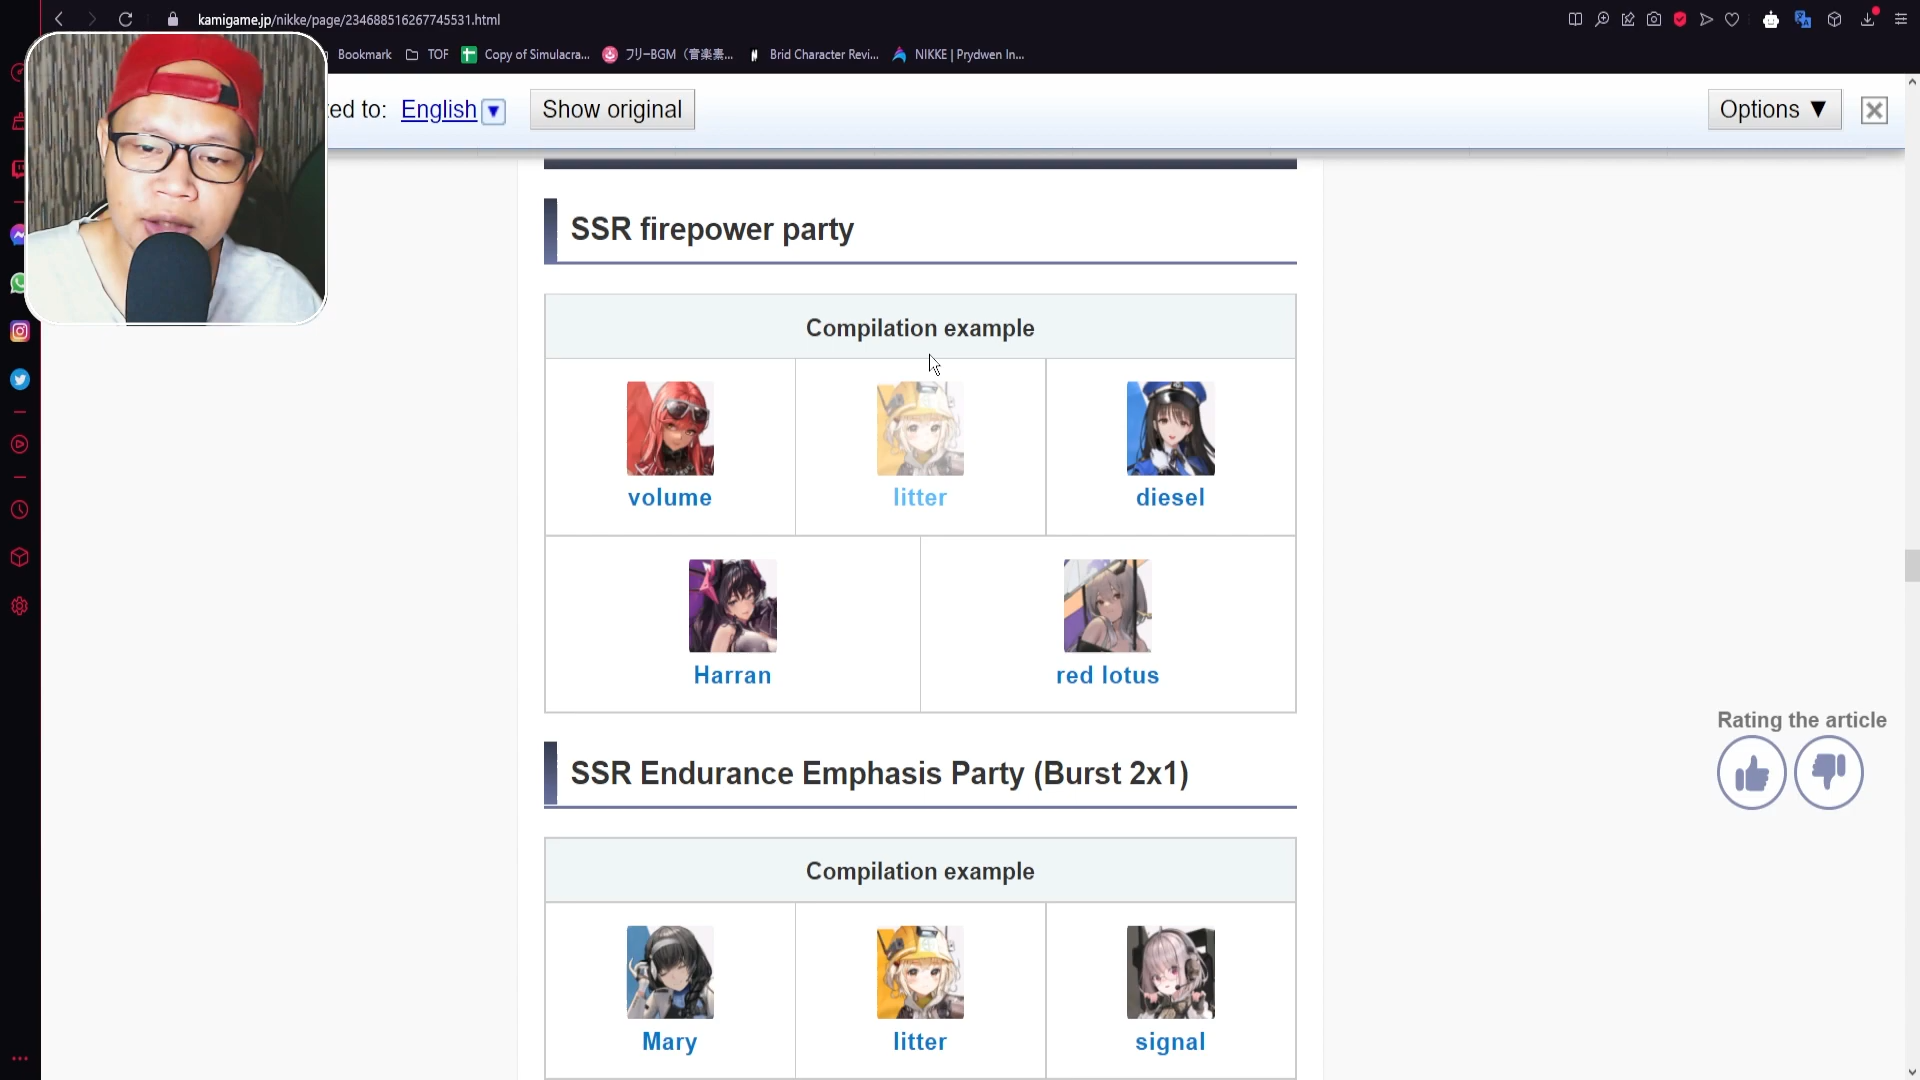 kamigame.jp/nikke/page/234688516267745531.html
Bookmark TOF Copy of Simulacra... フリーBGM（音楽素... Brid Character Revi... NIKKE | Prydwen In...
ed to: English ▼ Show original Options ▼
SSR firepower party
Compilation example
volume litter diesel
Harran red lotus
Rating the article
SSR Endurance Emphasis Party (Burst 2x1)
Compilation example
Mary litter signal